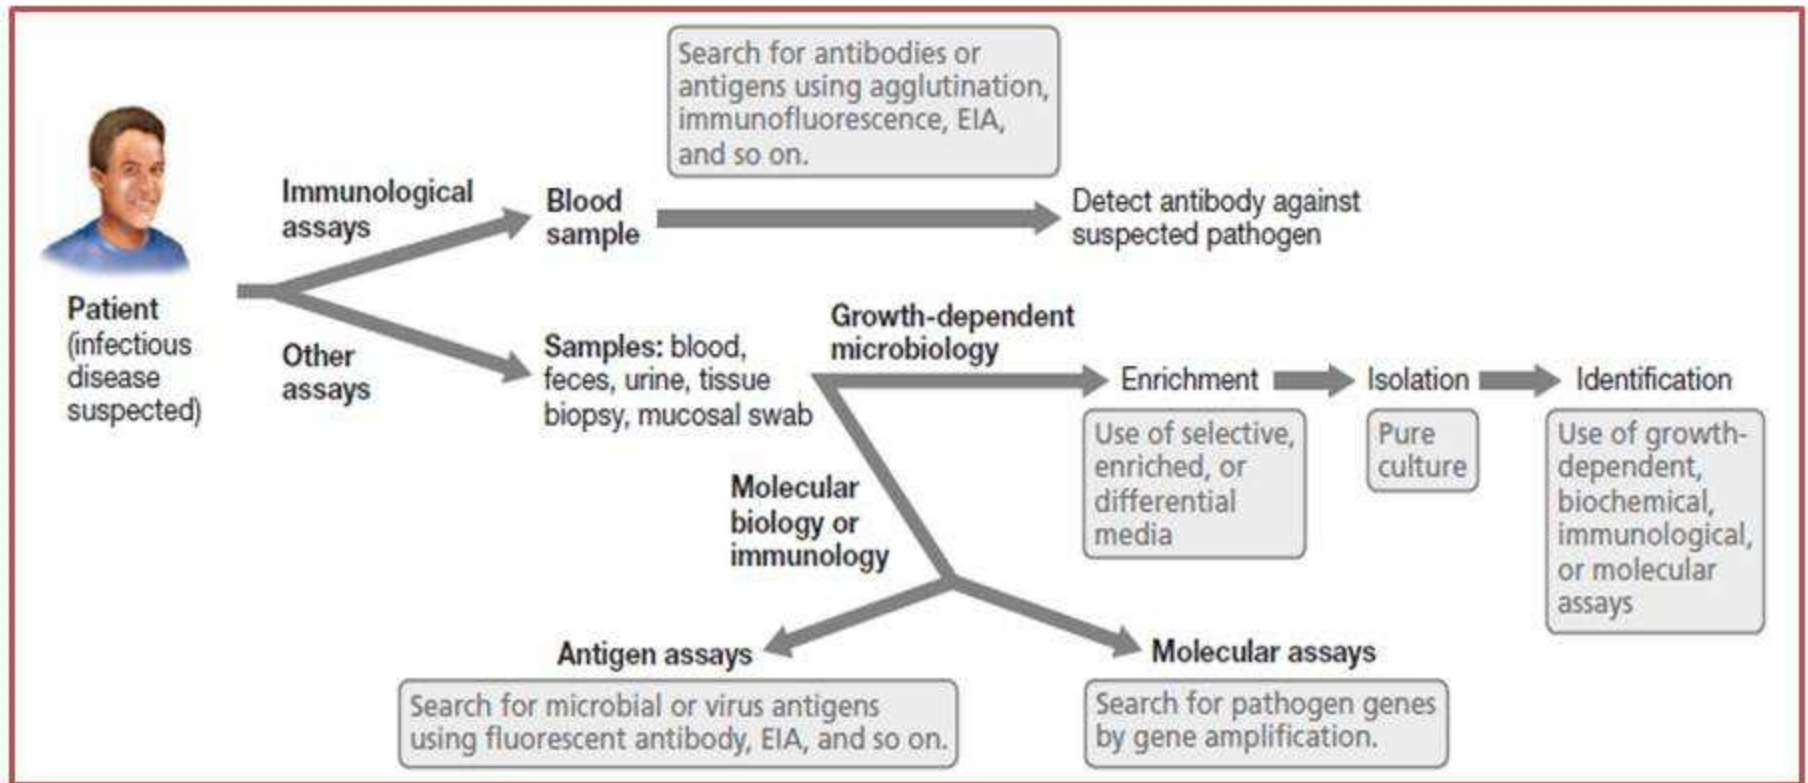 Search for antibodies or
antigens using agglutination,
immunofluorescence, EIA,
and so on.
Immunological
assays
Blood
sample
Detect antibody against
suspected pathogen
Patient
(infectious
disease
suspected)
Other
assays
Samples: blood,
feces, urine, tissue
biopsy, mucosal swab
Growth-dependent
microbiology
Enrichment
Isolation
Identification
Use of selective,
enriched, or
differential
media
Pure
culture
Use of growth-
dependent,
biochemical,
immunological,
or molecular
assays
Molecular
biology or
immunology
Antigen assays
Search for microbial or virus antigens
using fluorescent antibody, EIA, and so on.
Molecular assays
Search for pathogen genes
by gene amplification.